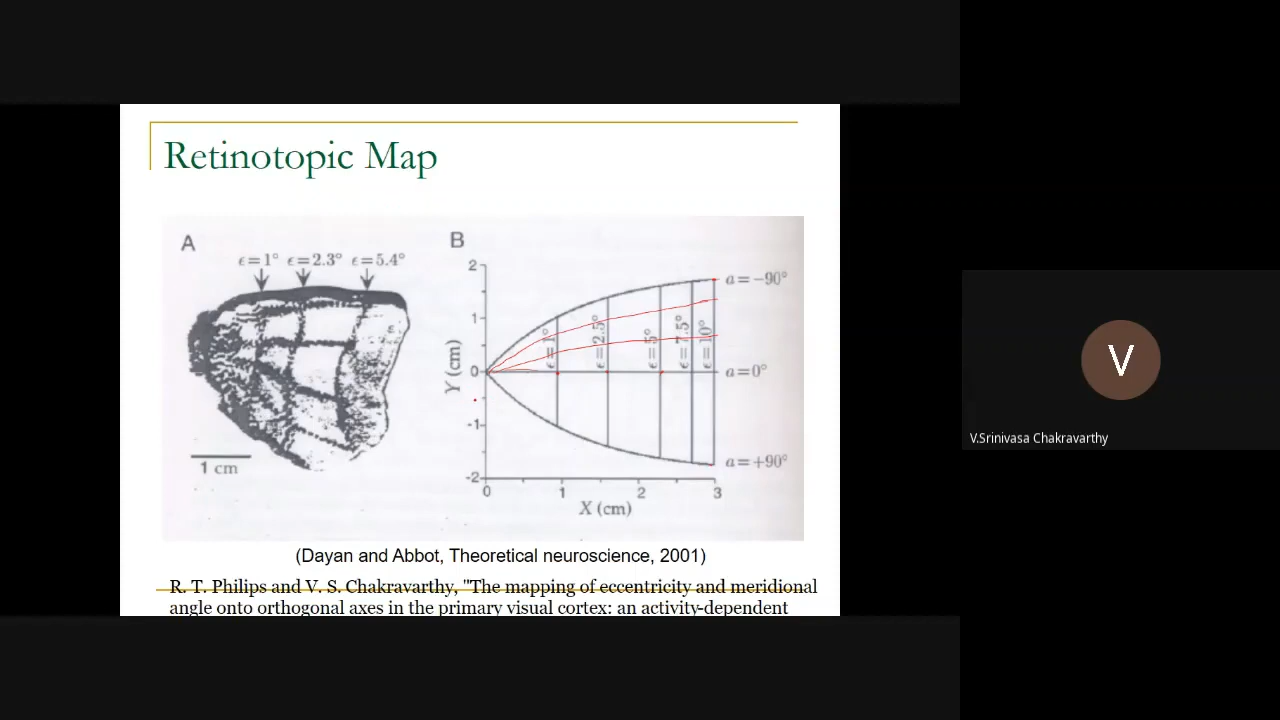 Retinotopic Map
A
ϵ=1° ϵ=2.3° ϵ=5.4°
ε
1 cm
B
2
1
0
-1
-2
Y (cm)
ϵ=1°
ϵ=2.5°
ϵ=5°
ϵ=7.5°
ϵ=10°
a=-90°
a=0°
a=+90°
0 1 2 3
X (cm)
(Dayan and Abbot, Theoretical neuroscience, 2001)
R. T. Philips and V. S. Chakravarthy, "The mapping of eccentricity and meridional
angle onto orthogonal axes in the primary visual cortex: an activity-dependent
V
V.Srinivasa Chakravarthy